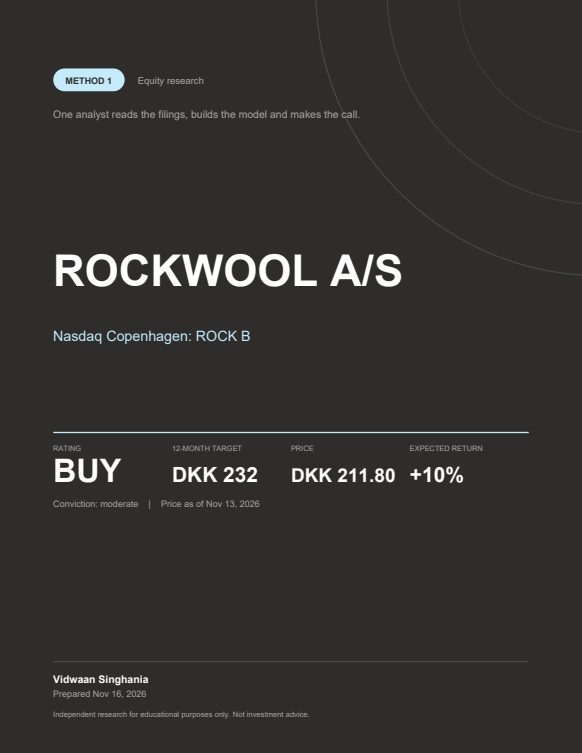 METHOD 1 Equity research
One analyst reads the filings, builds the model and makes the call.
ROCKWOOL A/S
Nasdaq Copenhagen: ROCK B
RATING 12-MONTH TARGET PRICE EXPECTED RETURN
BUY DKK 232 DKK 211.80 +10%
Conviction: moderate | Price as of Nov 13, 2026
Vidwaan Singhania
Prepared Nov 16, 2026
Independent research for educational purposes only. Not investment advice.